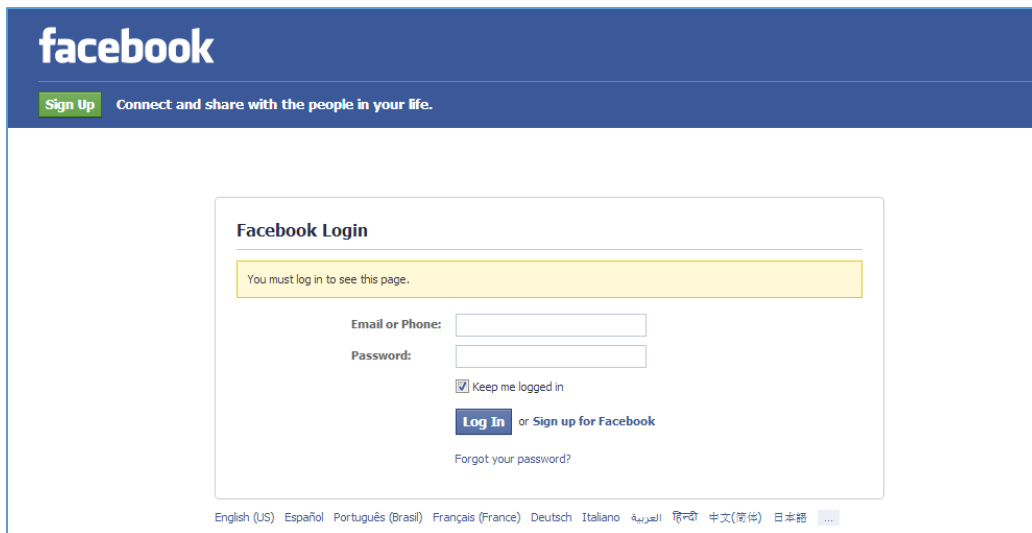 facebook
Sign Up Connect and share with the people in your life.
Facebook Login
You must log in to see this page.
Email or Phone:
Password:
Keep me logged in
Log In or Sign up for Facebook
Forgot your password?
English (US) Español Português (Brasil) Français (France) Deutsch Italiano العربية हिन्दी 中文(简体) 日本語 ...